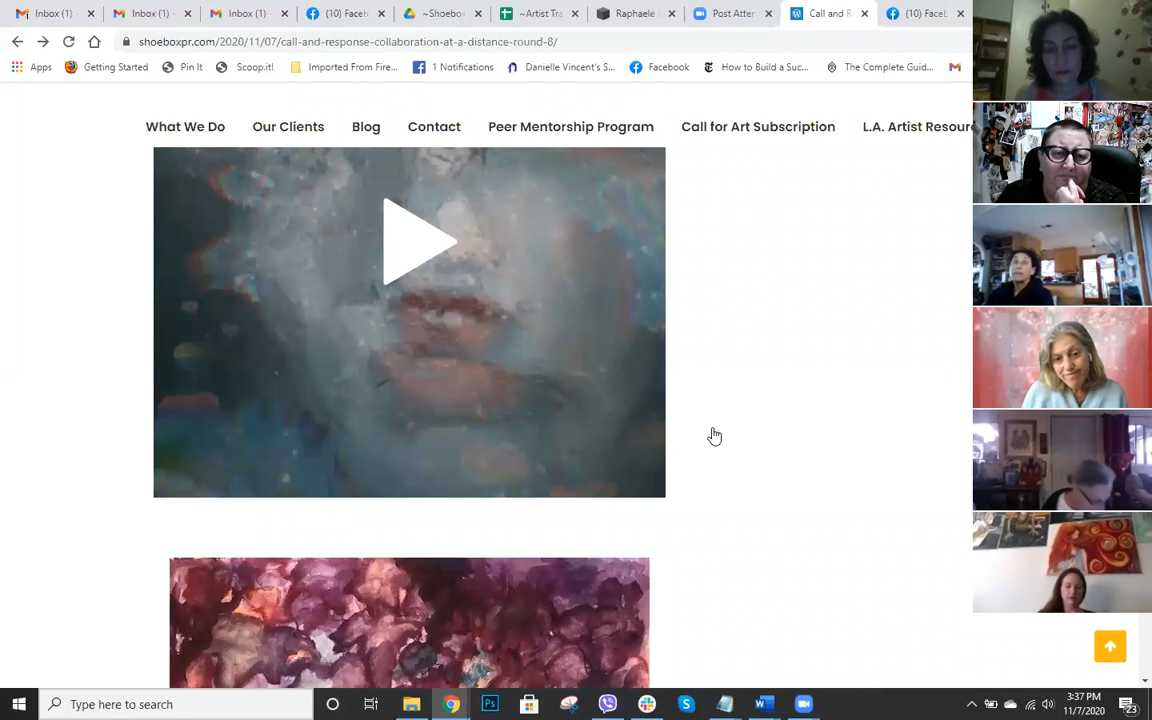 Inbox (1) -
Inbox (1) -
Inbox (1)
(10) Faceb
~Shoebo
~Artist Tra
Raphaele
Post Atter
Call and R
(10) Facel
shoeboxpr.com/2020/11/07/call-and-response-collaboration-at-a-distance-round-8/
Apps
Getting Started
Pin It
Scoop.it!
Imported From Fire...
1 Notifications
Danielle Vincent's S...
Facebook
How to Build a Suc...
The Complete Guid...
What We Do
Our Clients
Blog
Contact
Peer Mentorship Program
Call for Art Subscription
L.A. Artist Resour
Type here to search
3:37 PM
11/7/2020
23